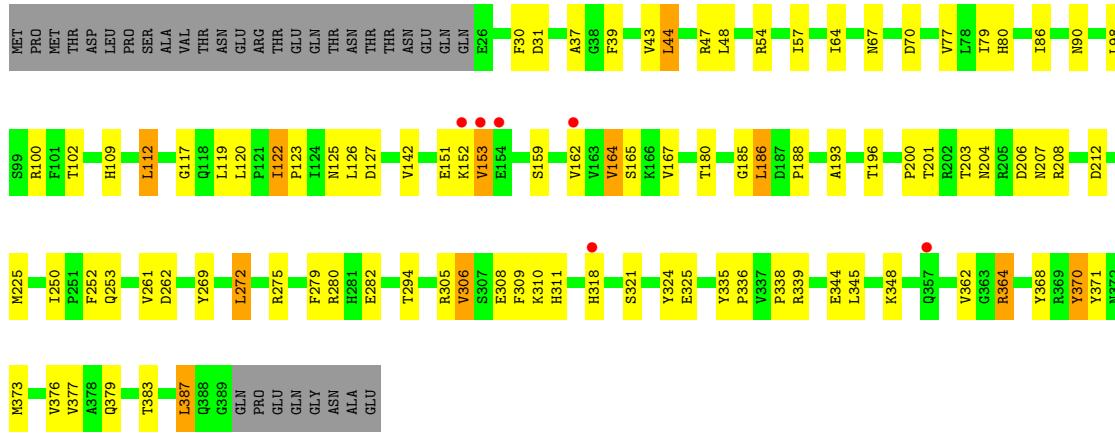 MET PRO MET THR ASP LEU PRO SER ALA VAL THR ASN GLU ARG THR GLU GLN THR ASN THR THR ASN GLU GLN GLN E26 F30 D31 A37 G38 F39 V43 L44 R47 L48 R54 I57 I64 N67 D70 V77 L78 I79 H80 I86 N90 L98
S99 R100 F101 T102 H109 L112 G117 Q118 L119 L120 P121 I122 P123 I124 N125 L126 D127 V142 E151 K152 V153 E154 S159 V162 V163 V164 S165 K166 V167 T180 G185 L186 D187 P188 A193 T196 P200 T201 R202 T203 N204 R205 D206 N207 R208 D212
M225 I250 P251 F252 Q253 V261 D262 Y269 L272 R275 F279 R280 H281 E282 T294 R305 V306 S307 E308 F309 K310 H311 H318 S321 Y324 E325 Y335 P336 V337 P338 R339 E344 L345 K348 Q357 V362 G363 R364 Y368 R369 Y370 Y371 N372
M373 V376 V377 A378 Q379 T383 L387 Q388 G389 GLN PRO GLU GLN GLY ASN ALA GLU